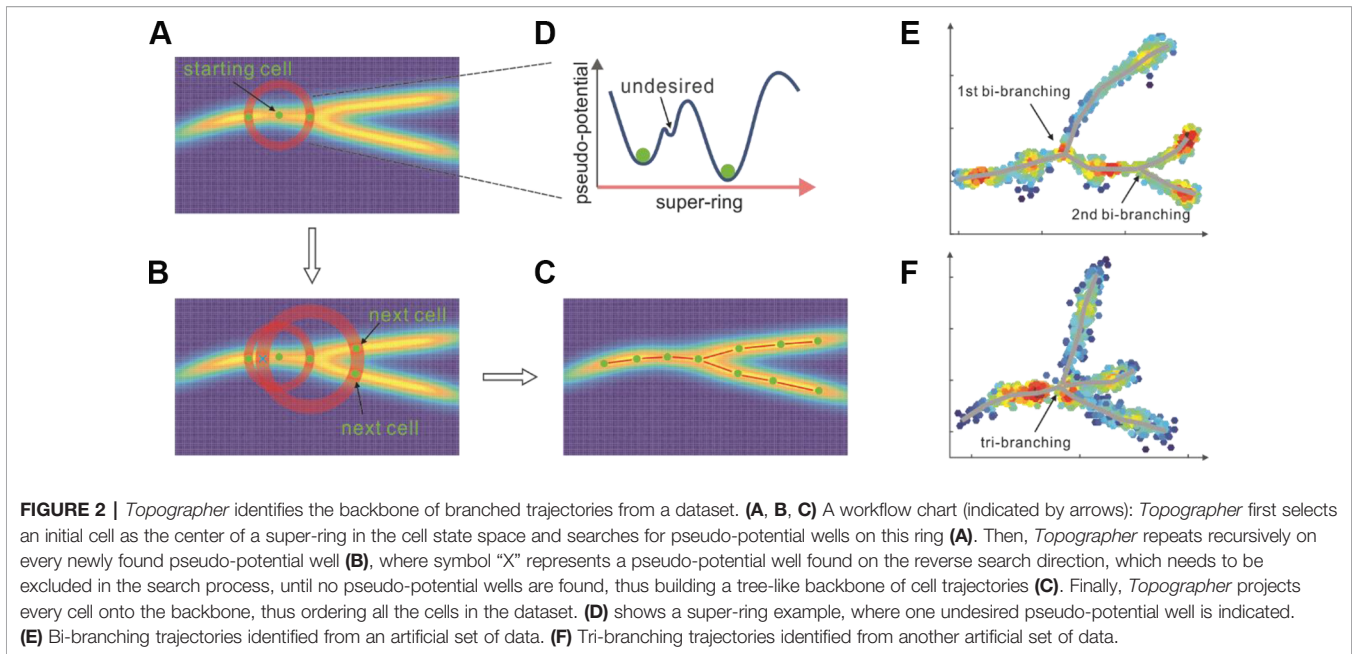 A
starting cell
D
pseudo-potential
undesired
super-ring
E
1st bi-branching
2nd bi-branching
B
next cell
next cell
C
F
tri-branching
FIGURE 2 | Topographer identifies the backbone of branched trajectories from a dataset. (A, B, C) A workflow chart (indicated by arrows): Topographer first selects
an initial cell as the center of a super-ring in the cell state space and searches for pseudo-potential wells on this ring (A). Then, Topographer repeats recursively on
every newly found pseudo-potential well (B), where symbol “X” represents a pseudo-potential well found on the reverse search direction, which needs to be
excluded in the search process, until no pseudo-potential wells are found, thus building a tree-like backbone of cell trajectories (C). Finally, Topographer projects
every cell onto the backbone, thus ordering all the cells in the dataset. (D) shows a super-ring example, where one undesired pseudo-potential well is indicated.
(E) Bi-branching trajectories identified from an artificial set of data. (F) Tri-branching trajectories identified from another artificial set of data.